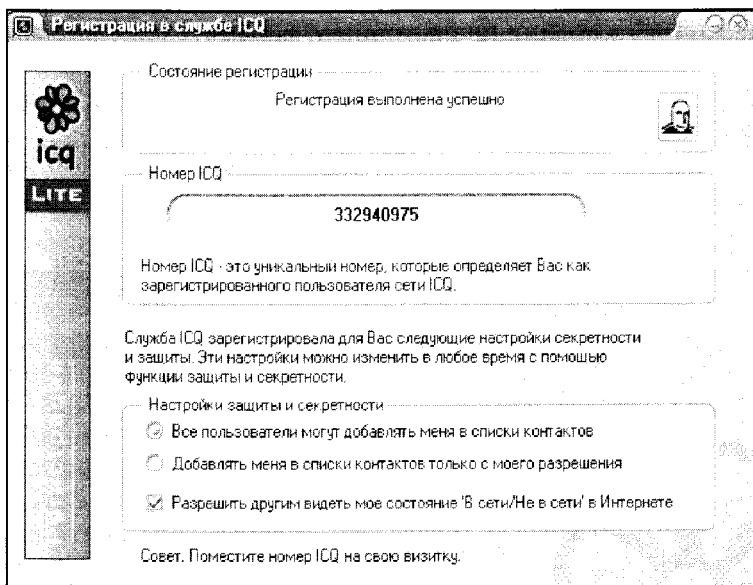 Регистрация в службе ICQ
Состояние регистрации
Регистрация выполнена успешно
icq
LITE
Номер ICQ
332940975
Номер ICQ - это уникальный номер, которые определяет Вас как
зарегистрированного пользователя сети ICQ.
Служба ICQ зарегистрировала для Вас следующие настройки секретности
и защиты. Эти настройки можно изменить в любое время с помощью
функции защиты и секретности.
Настройки защиты и секретности
Все пользователи могут добавлять меня в списки контактов
Добавлять меня в списки контактов только с моего разрешения
Разрешить другим видеть мое состояние 'В сети/Не в сети' в Интернете
Совет. Поместите номер ICQ на свою визитку.